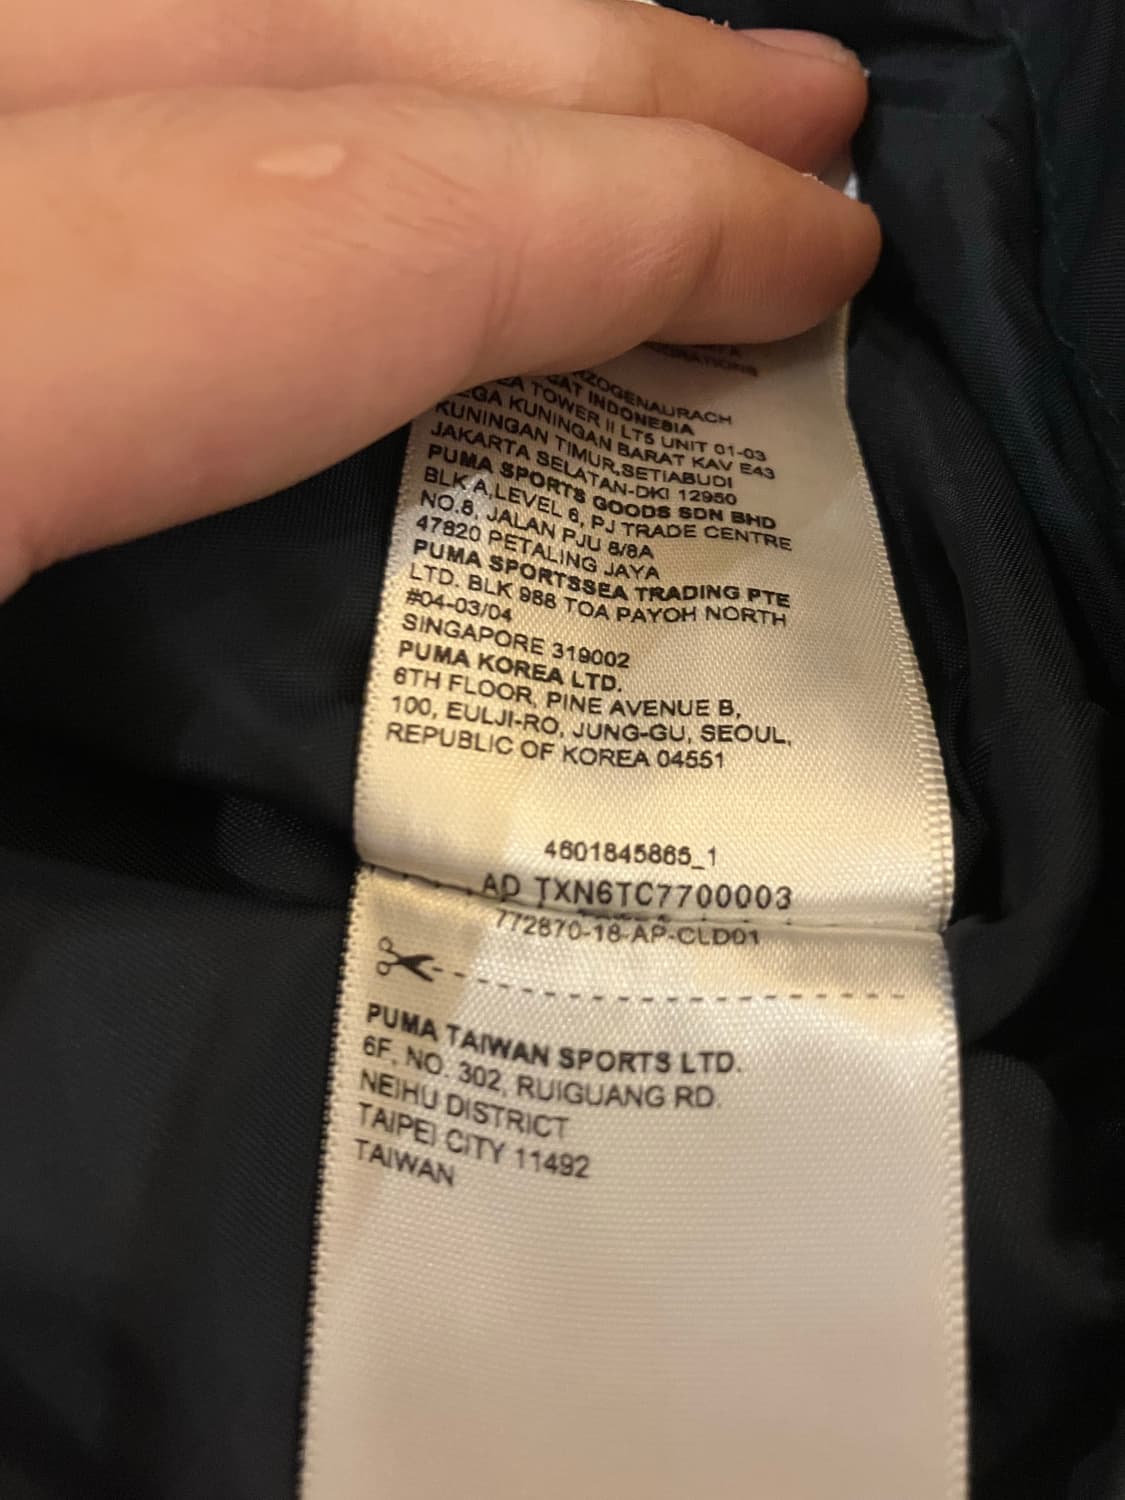 HERZOGENAURACH
INDONESIA
TOWER II LT5 UNIT 01-03
KUNINGAN BARAT KAV E43
KUNINGAN TIMUR,SETIABUDI
JAKARTA SELATAN-DKI 12950
PUMA SPORTS GOODS SDN BHD
BLK A,LEVEL 6, PJ TRADE CENTRE
NO.8, JALAN PJU 8/8A
47820 PETALING JAYA
PUMA SPORTSSEA TRADING PTE
LTD. BLK 988 TOA PAYOH NORTH
#04-03/04
SINGAPORE 319002
PUMA KOREA LTD.
6TH FLOOR, PINE AVENUE B,
100, EULJI-RO, JUNG-GU, SEOUL,
REPUBLIC OF KOREA 04551
4601845865_1
AD TXN6TC7700003
772870-18-AP-CLD01
PUMA TAIWAN SPORTS LTD.
6F, NO. 302, RUIGUANG RD.
NEIHU DISTRICT
TAIPEI CITY 11492
TAIWAN